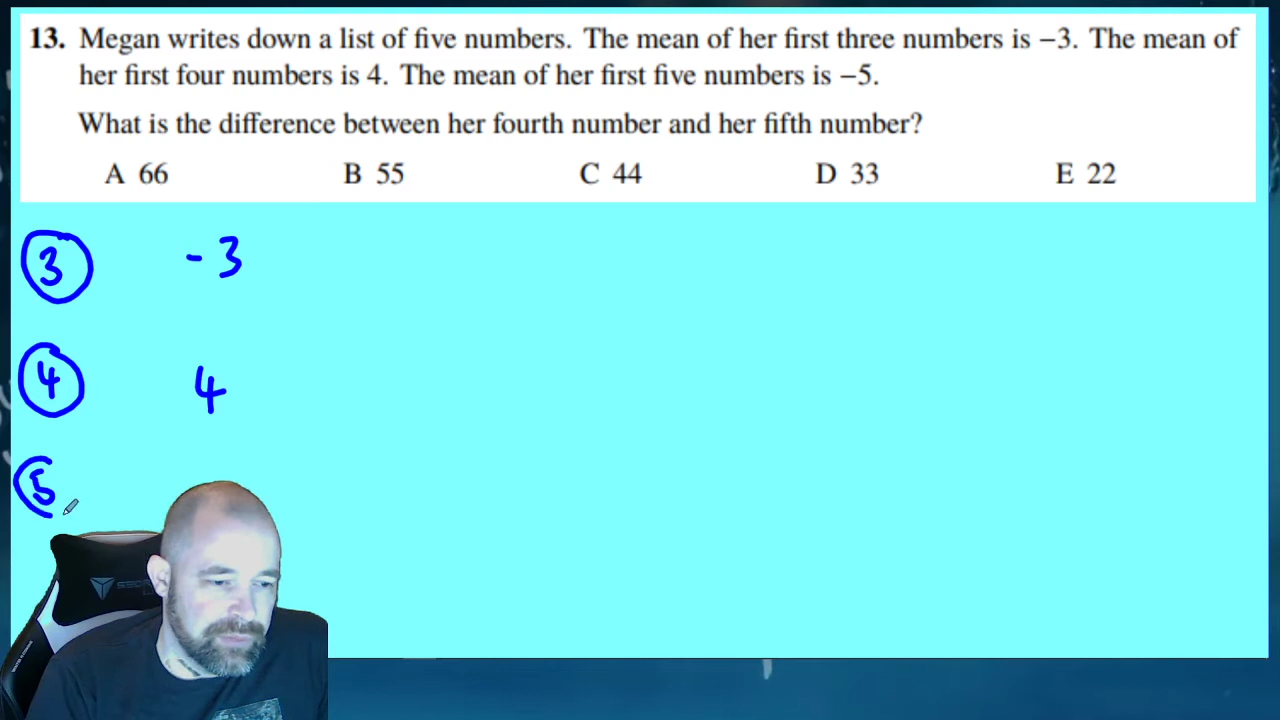 13. Megan writes down a list of five numbers. The mean of her first three numbers is −3. The mean of
her first four numbers is 4. The mean of her first five numbers is −5.
What is the difference between her fourth number and her fifth number?
A 66 B 55 C 44 D 33 E 22
3 -3
4 4
5